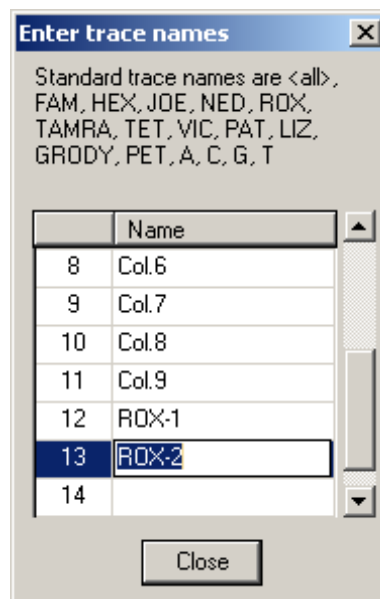 Enter trace names
Standard trace names are <all>,
FAM, HEX, JOE, NED, ROX,
TAMRA, TET, VIC, PAT, LIZ,
GRODY, PET, A, C, G, T
Name
8 Col.6
9 Col.7
10 Col.8
11 Col.9
12 ROX-1
13 ROX-2
14
Close